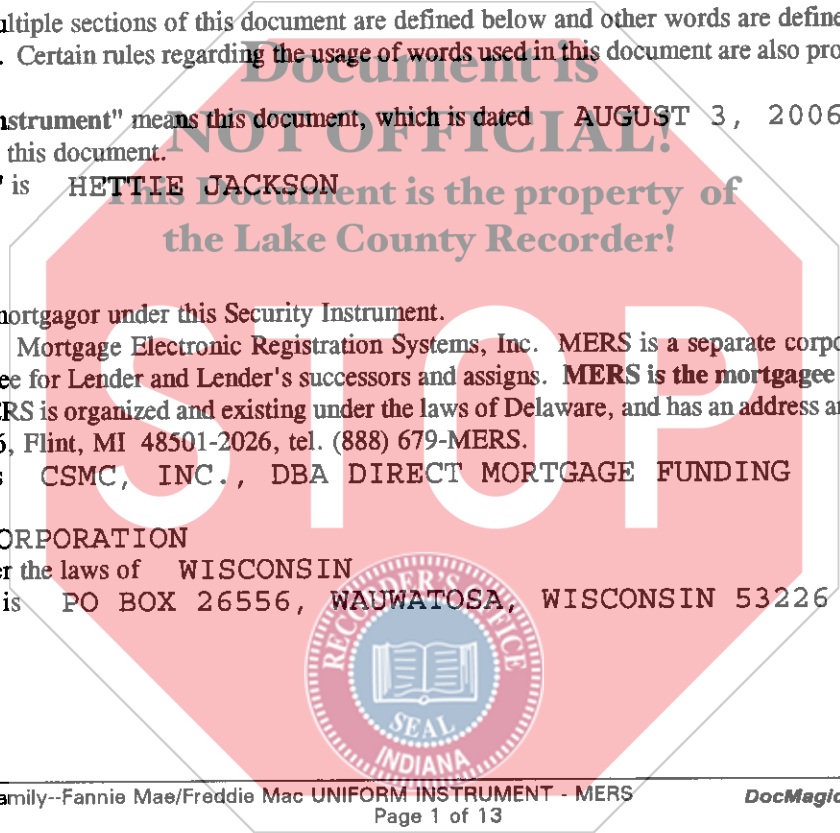 ultiple sections of this document are defined below and other words are define
. Certain rules regarding the usage of words used in this document are also pro
Document is
nstrument" means this document, which is dated AUGUST 3, 2006
NOT OFFICIAL!
this document.
" is HETTIE JACKSON
This Document is the property of
the Lake County Recorder!
mortgagor under this Security Instrument.
STOP
Mortgage Electronic Registration Systems, Inc. MERS is a separate corpo
ee for Lender and Lender's successors and assigns. MERS is the mortgagee
RS is organized and existing under the laws of Delaware, and has an address an
6, Flint, MI 48501-2026, tel. (888) 679-MERS.
s CSMC, INC., DBA DIRECT MORTGAGE FUNDING
ORPORATION
er the laws of WISCONSIN
is PO BOX 26556, WAUWATOSA, WISCONSIN 53226
RECORDER'S OFFICE
SEAL
INDIANA
amily--Fannie Mae/Freddie Mac UNIFORM INSTRUMENT - MERS DocMagic
Page 1 of 13